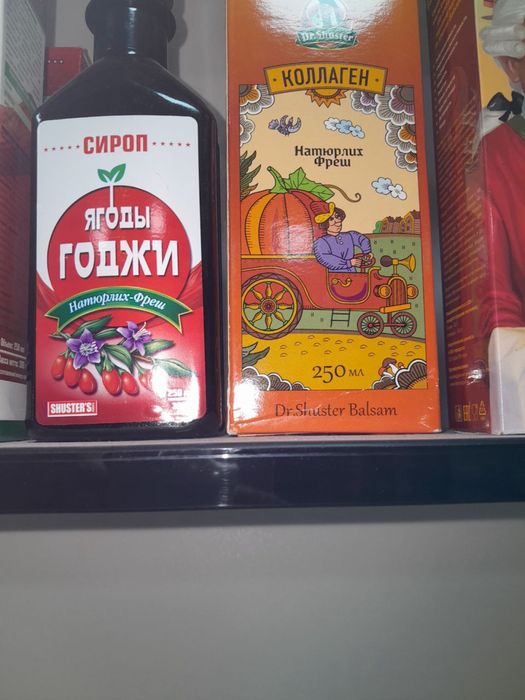 СИРОП
ЯГОДЫ
ГОДЖИ
Натюрлих-Фреш
SHUSTER'S
Dr.Shuster
КОЛЛАГЕН
Натюрлих
Фреш
250 МЛ
Dr.Shuster Balsam